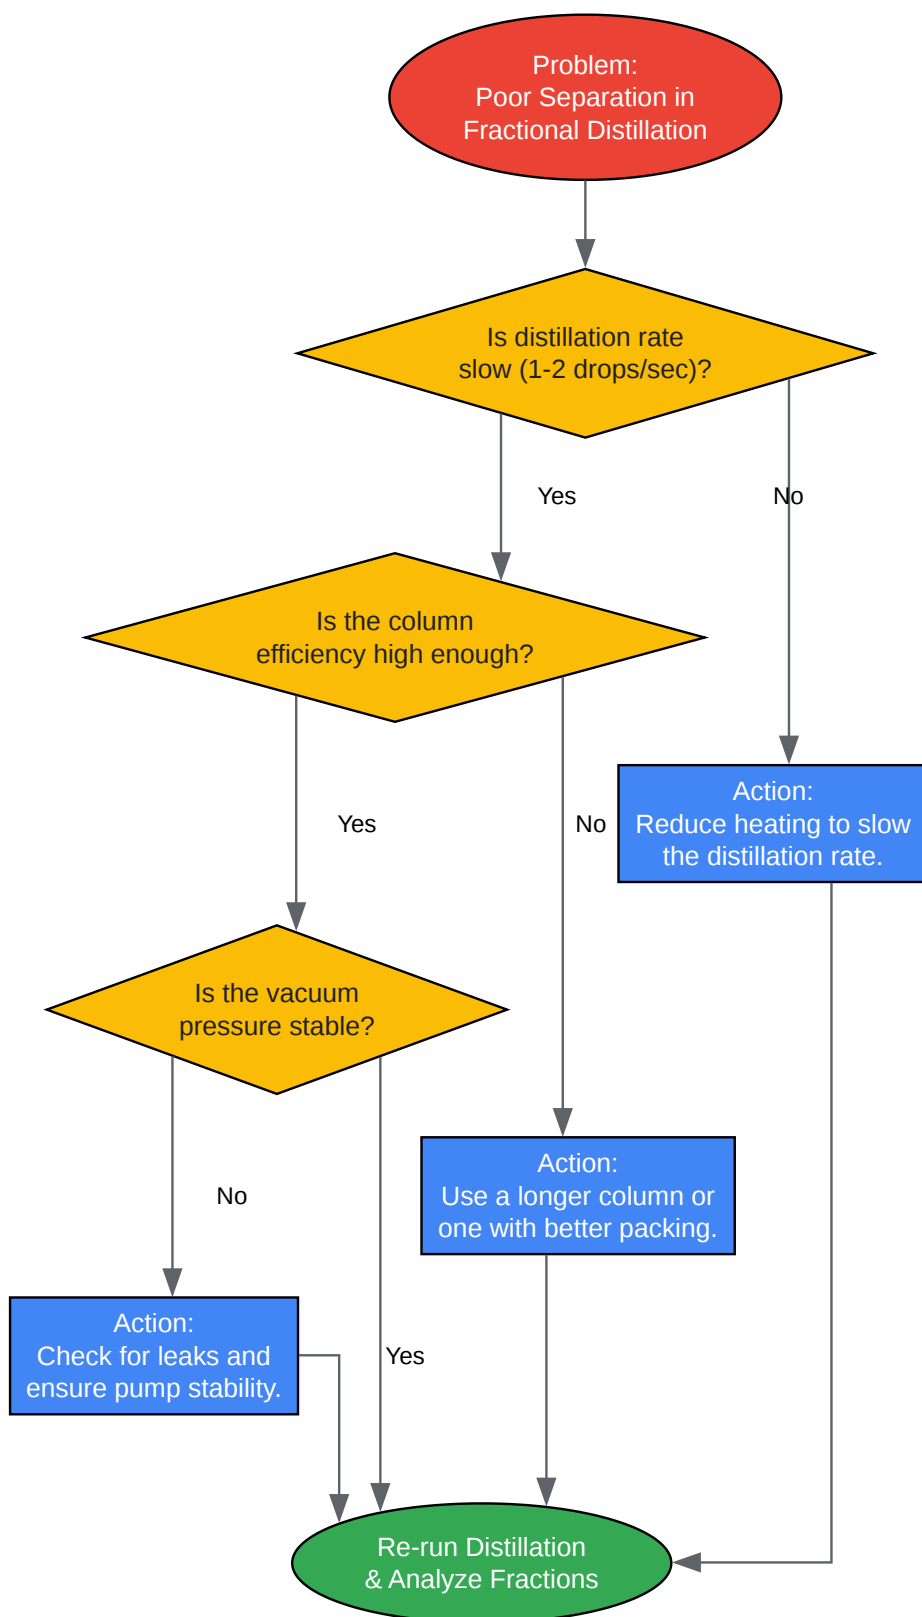 Problem:
Poor Separation in
Fractional Distillation
Is distillation rate
slow (1-2 drops/sec)?
Yes
No
Is the column
efficiency high enough?
Yes
No
Action:
Reduce heating to slow
the distillation rate.
Is the vacuum
pressure stable?
No
Yes
Action:
Use a longer column or
one with better packing.
Action:
Check for leaks and
ensure pump stability.
Re-run Distillation
& Analyze Fractions